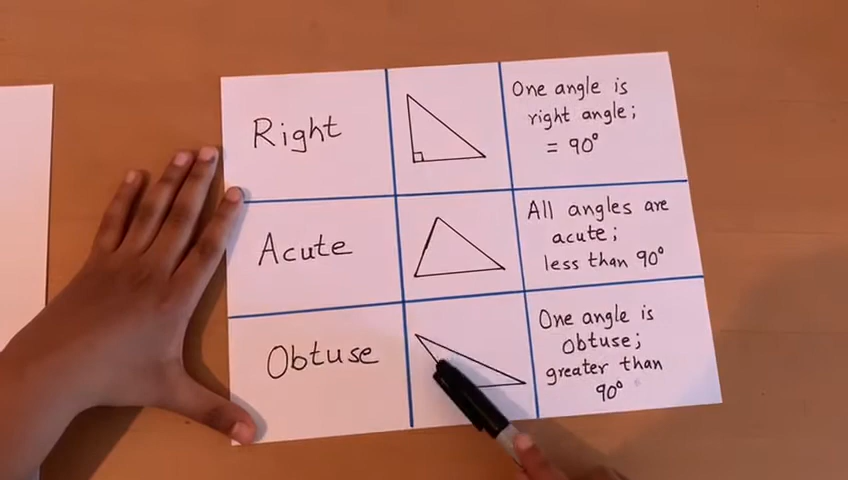 Right
One angle is
right angle;
= 90°
Acute
All angles are
acute;
less than 90°
Obtuse
One angle is
obtuse;
greater than
90°